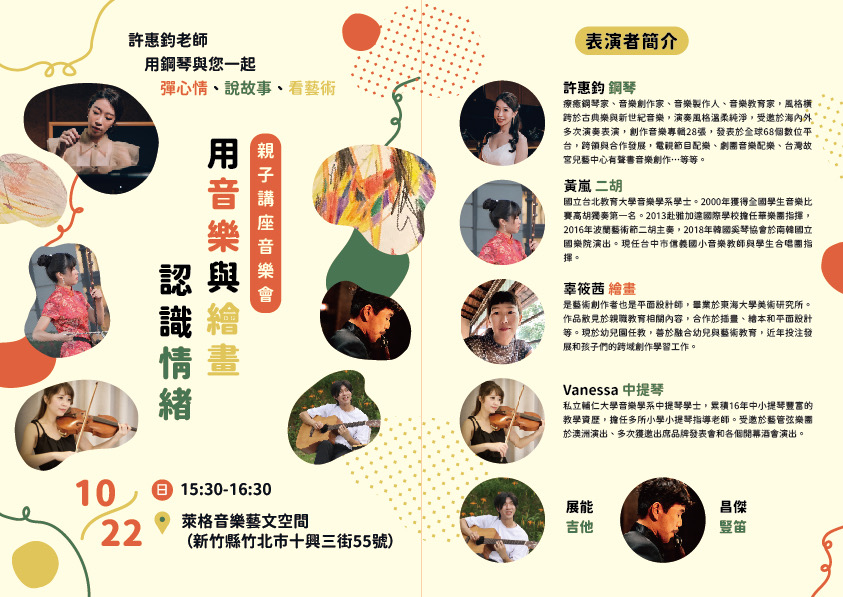 許惠鈞老師
用鋼琴與您一起
彈心情、說故事、看藝術
親子講座音樂會
用音樂與繪畫
認識情緒
10
22
日 15:30-16:30
萊格音樂藝文空間
（新竹縣竹北市十興三街55號）
表演者簡介
許惠鈞 鋼琴
療癒鋼琴家、音樂創作家、音樂製作人、音樂教育家，風格橫
跨於古典樂與新世紀音樂，演奏風格溫柔純淨，受邀於海內外
多次演奏表演，創作音樂專輯28張，發表於全球68個數位平
台，跨領與合作發展，電視節目配樂、劇團音樂配樂、台灣故
宮兒藝中心有聲書音樂創作⋯等等。
黃嵐 二胡
國立台北教育大學音樂學系學士。2000年獲得全國學生音樂比
賽高胡獨奏第一名。2013赴雅加達國際學校擔任華樂團指揮，
2016年波蘭藝術節二胡主奏，2018年韓國奚琴協會於南韓國立
國樂院演出。現任台中市信義國小音樂教師與學生合唱團指
揮。
辜筱茜 繪畫
是藝術創作者也是平面設計師，畢業於東海大學美術研究所。
作品散見於親職教育相關內容，合作於插畫、繪本和平面設計
等。現於幼兒園任教，善於融合幼兒與藝術教育，近年投注發
展和孩子們的跨域創作學習工作。
Vanessa 中提琴
私立輔仁大學音樂學系中提琴學士，累積16年中小提琴豐富的
教學資歷，擔任多所小學小提琴指導老師。受邀於藝管弦樂團
於澳洲演出、多次獲邀出席品牌發表會和各個開幕酒會演出。
展能
吉他
昌傑
豎笛